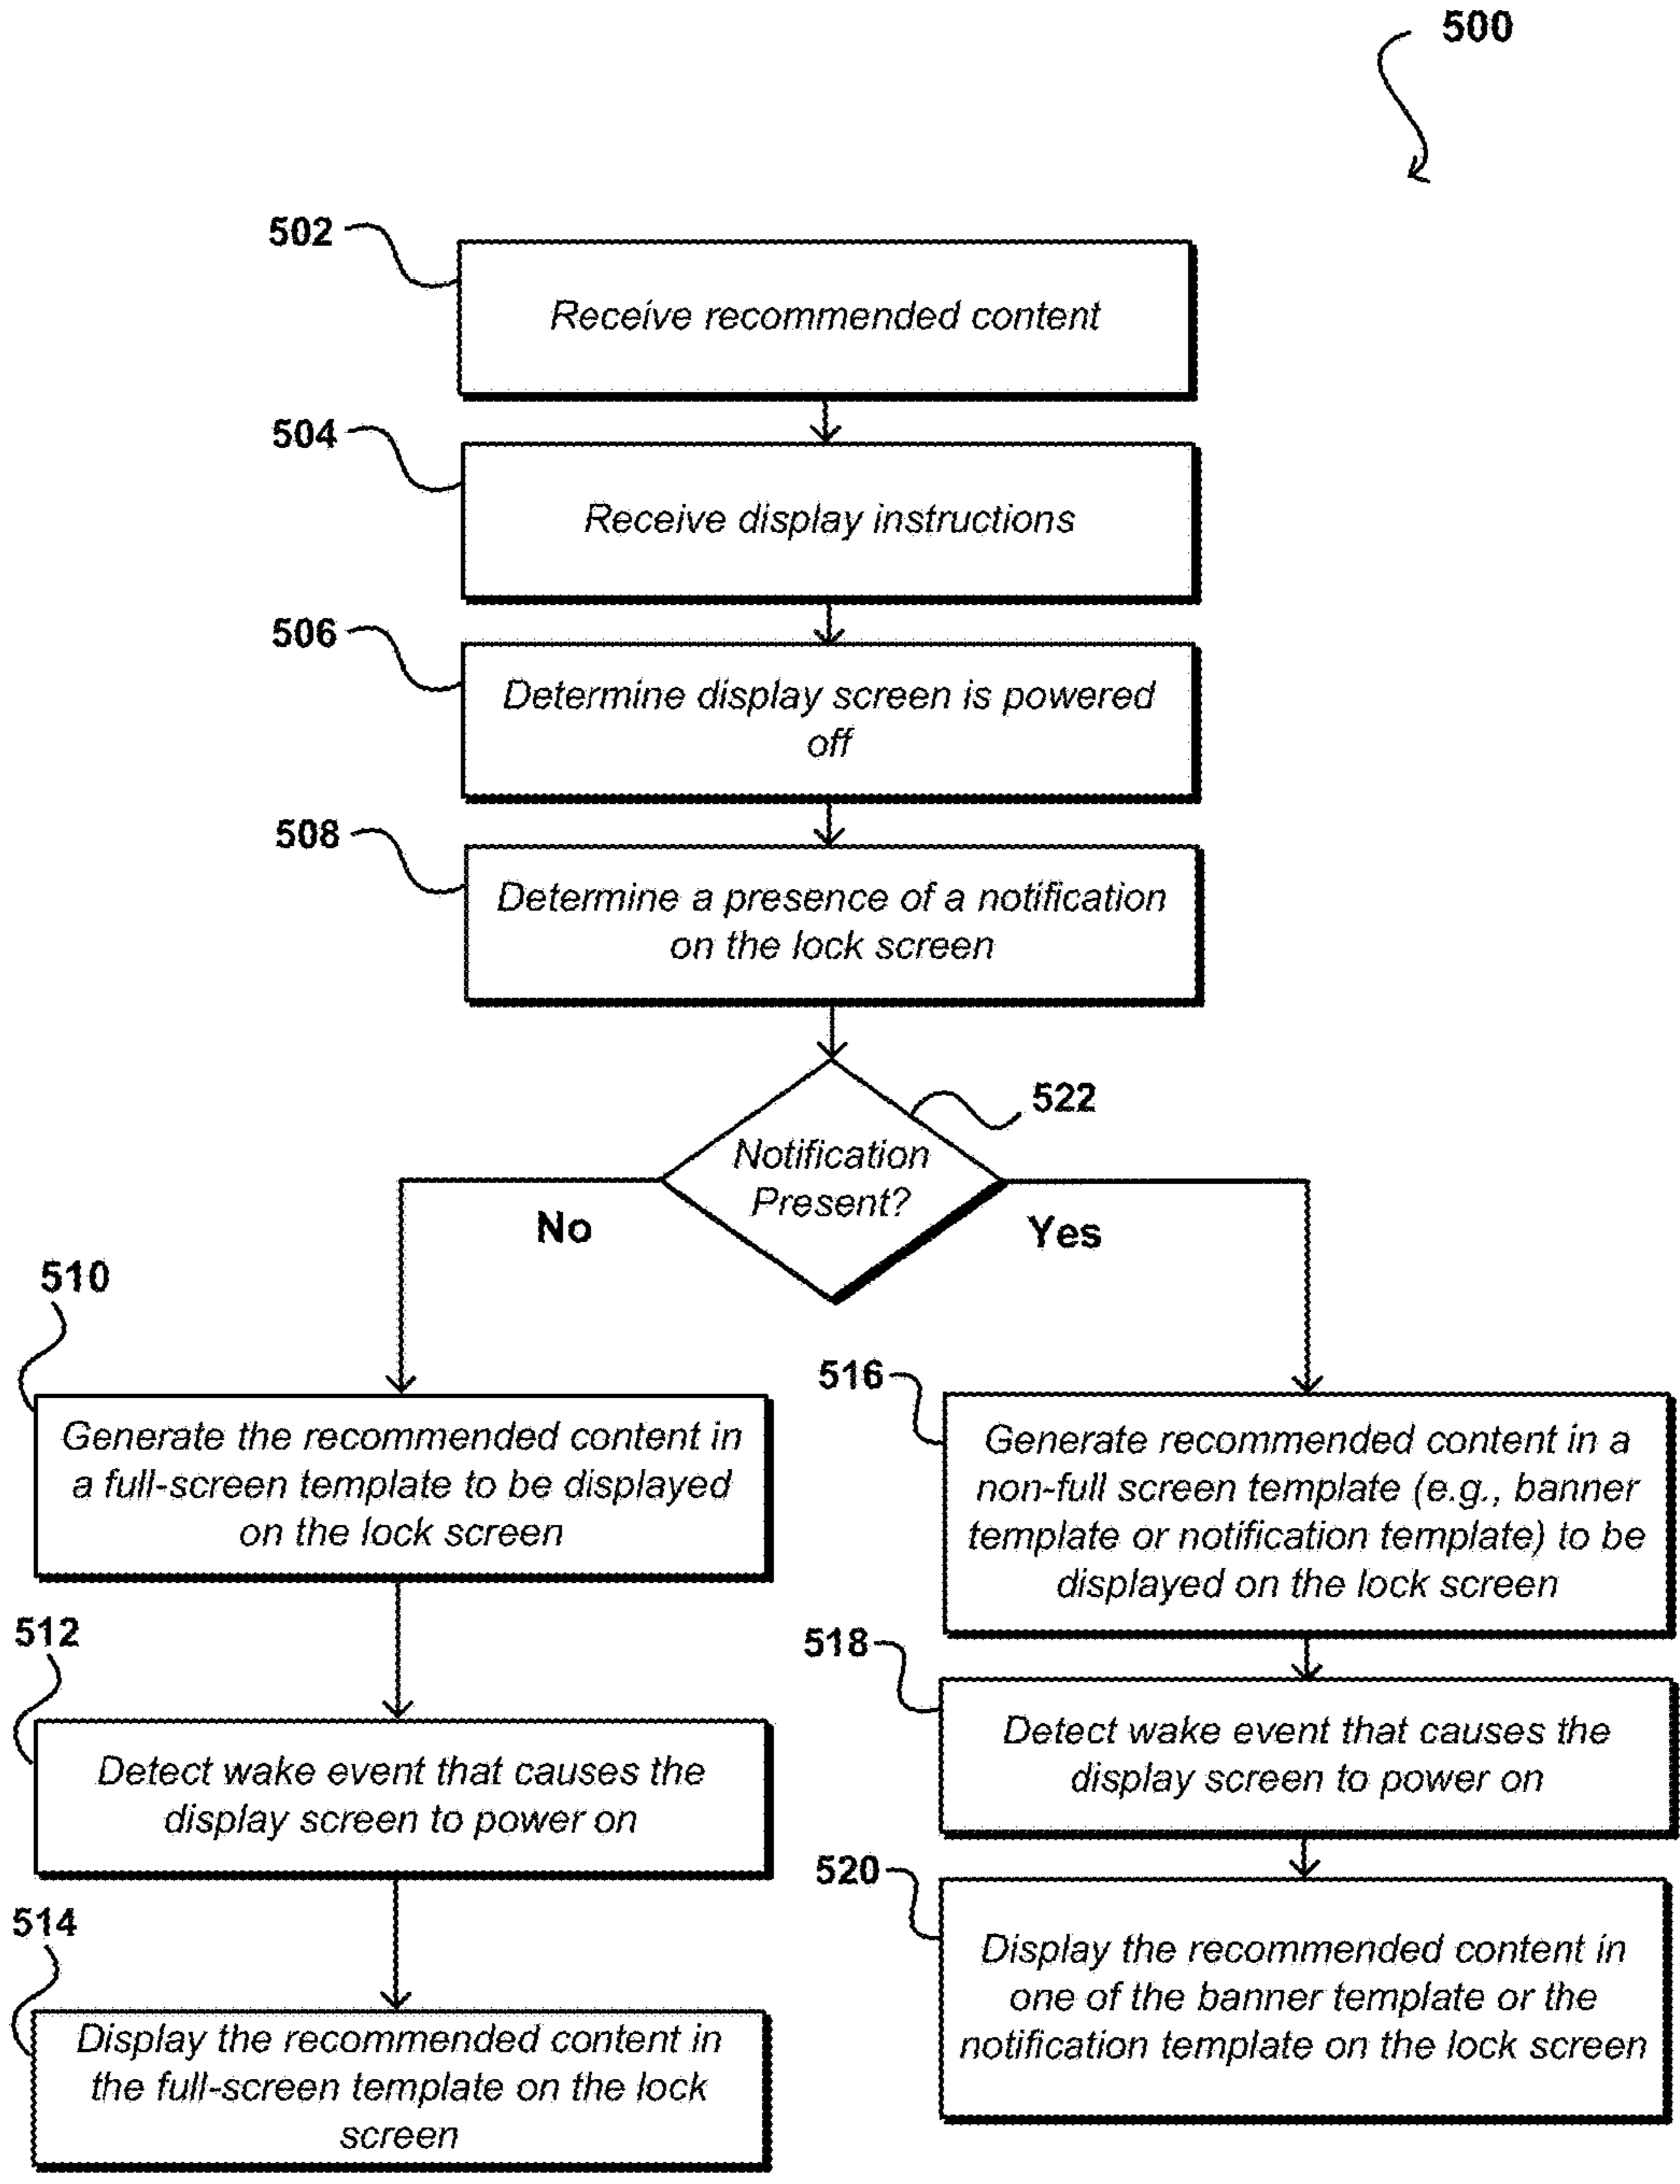 500
502
Receive recommended content
504
Receive display instructions
506
Determine display screen is powered
off
508
Determine a presence of a notification
on the lock screen
522
Notification
Present?
No
Yes
510
Generate the recommended content in
a full-screen template to be displayed
on the lock screen
512
Detect wake event that causes the
display screen to power on
514
Display the recommended content in
the full-screen template on the lock
screen
516
Generate recommended content in a
non-full screen template (e.g., banner
template or notification template) to be
displayed on the lock screen
518
Detect wake event that causes the
display screen to power on
520
Display the recommended content in
one of the banner template or the
notification template on the lock screen